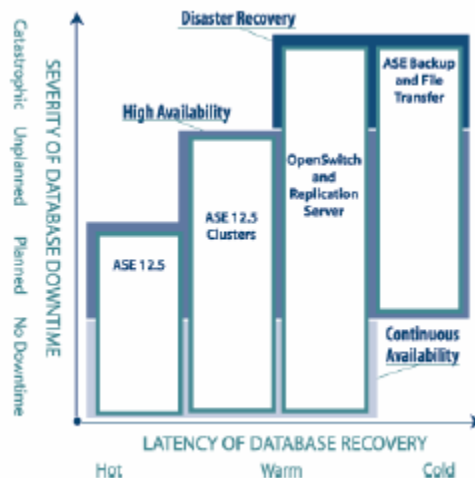 Disaster Recovery
ASE Backup
and File
Transfer
High Availability
OpenSwitch
and
Replication
Server
ASE 12.5
Clusters
ASE 12.5
Continuous
Availability
SEVERITY OF DATABASE DOWNTIME
Catastrophic Unplanned Planned No Downtime
LATENCY OF DATABASE RECOVERY
Hot Warm Cold